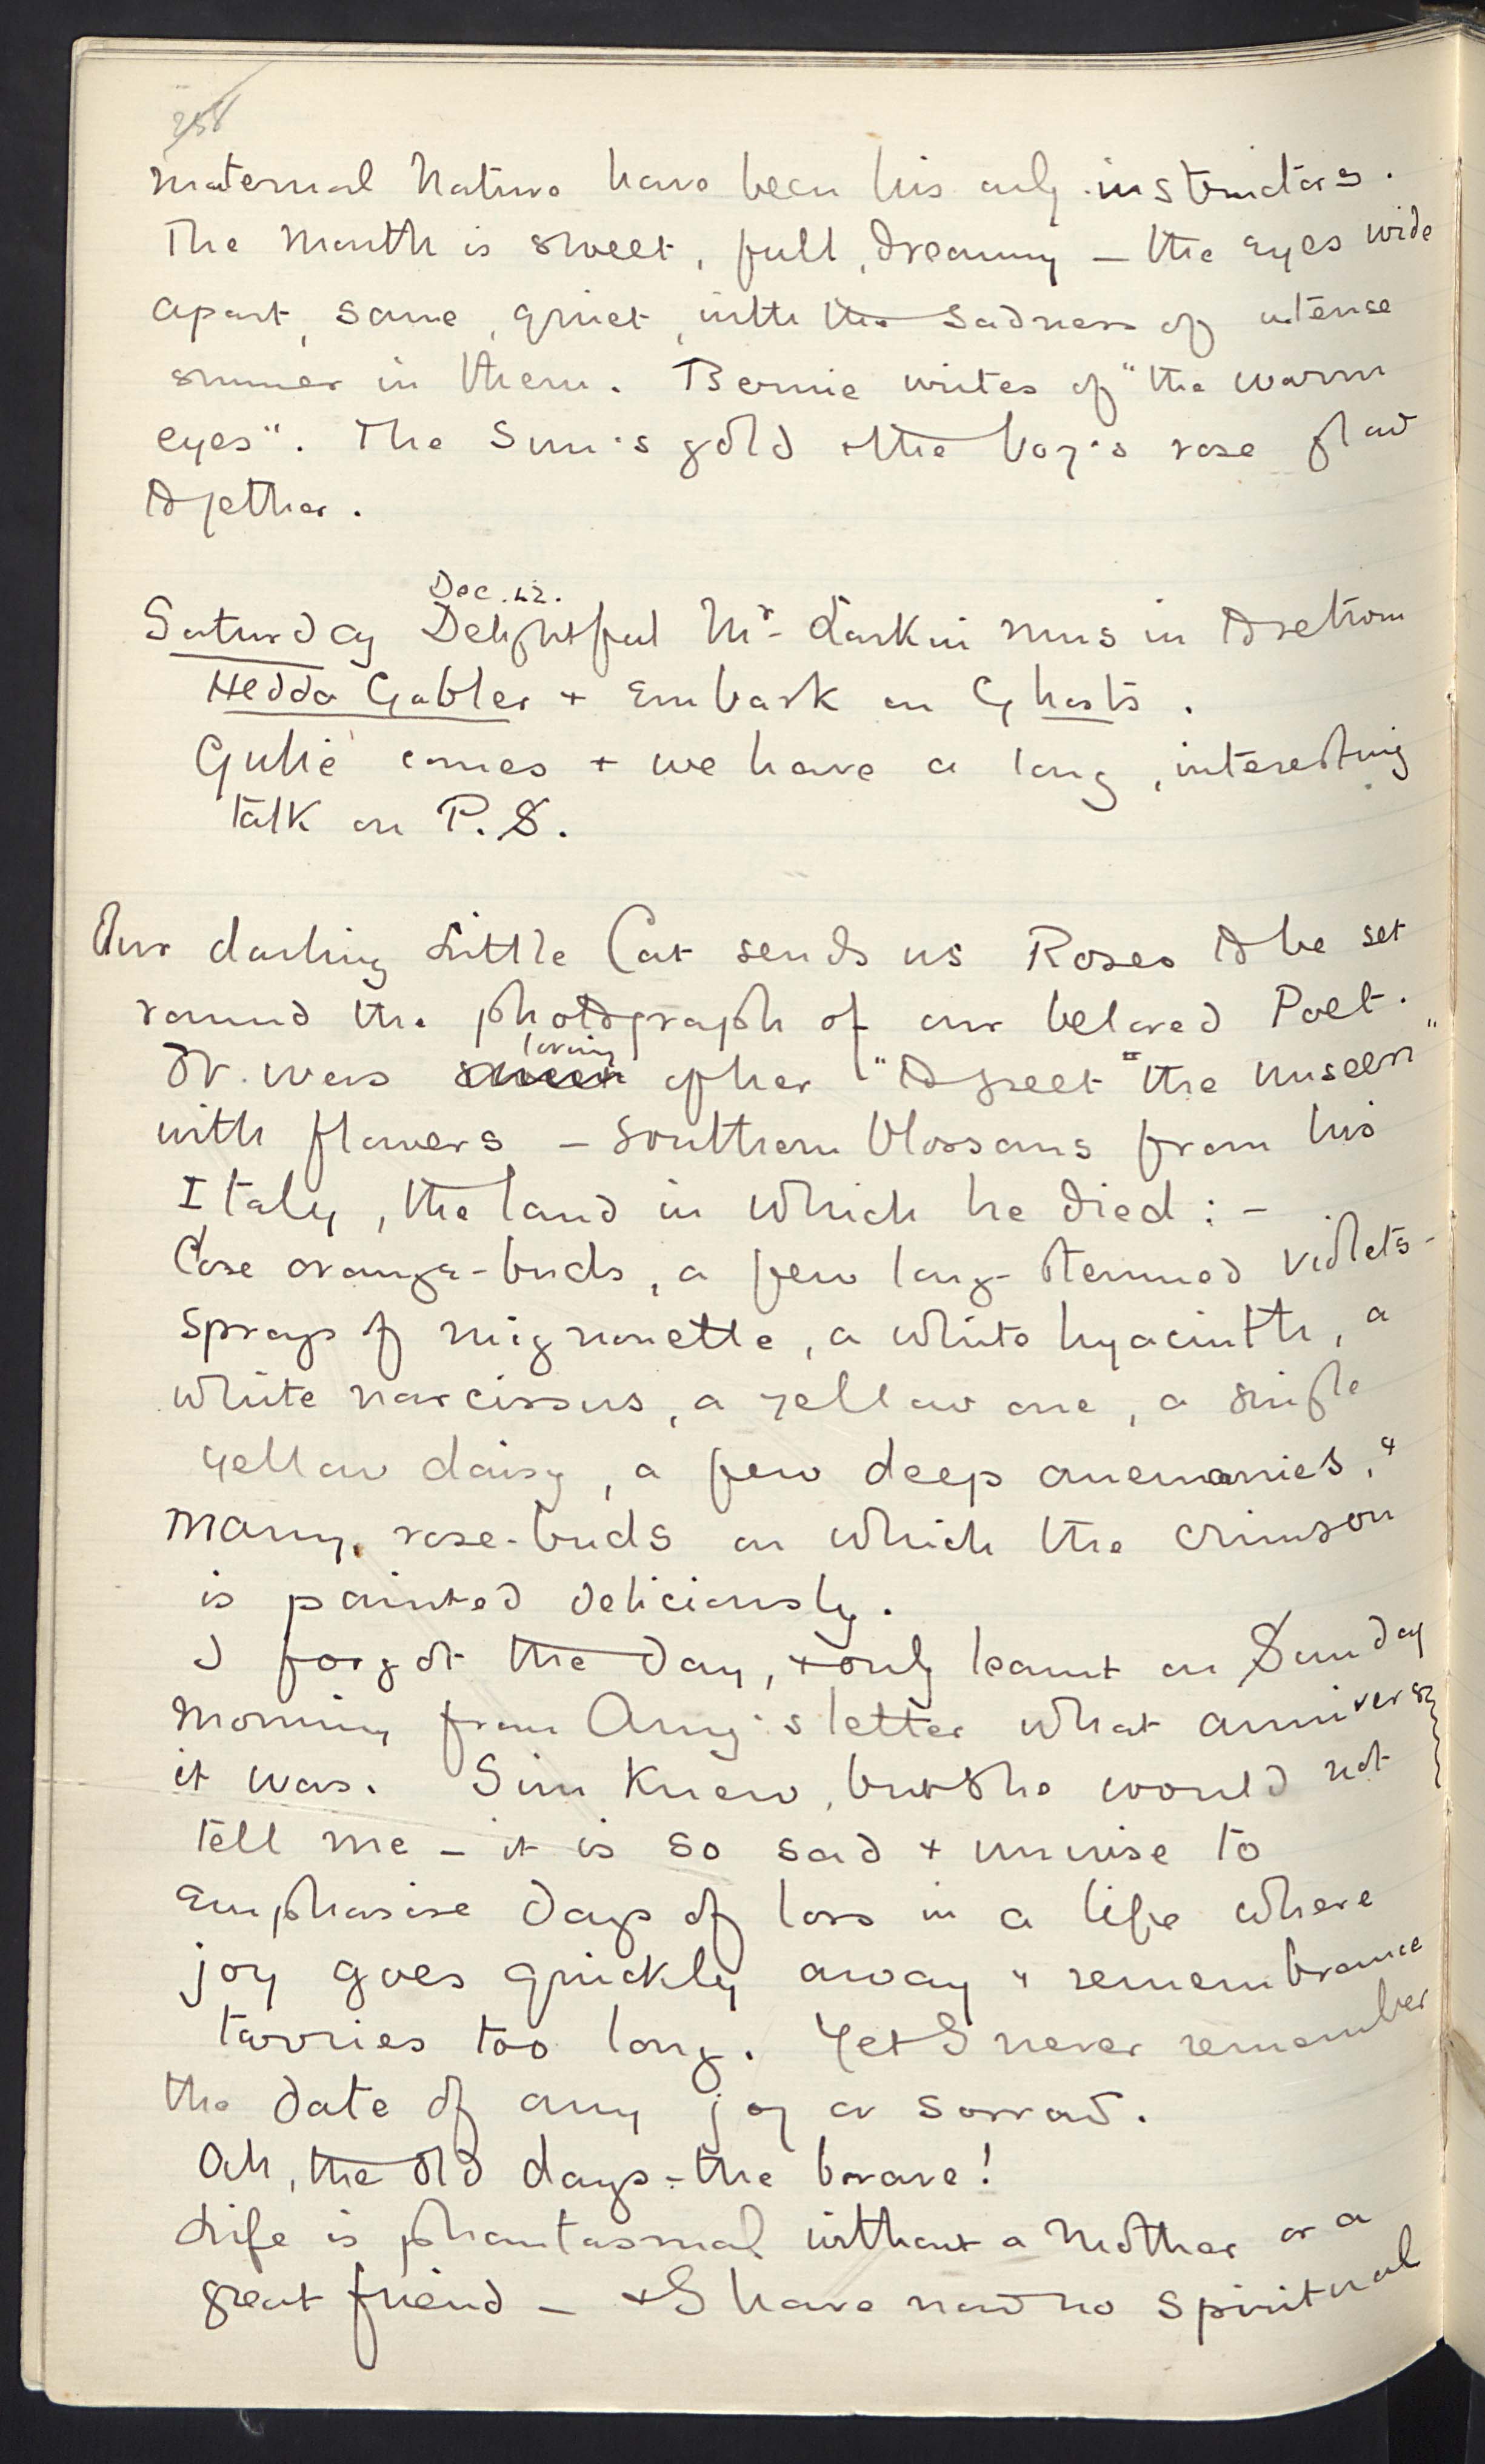 258
maternal Nature have been his only instructors.
The mouth is sweet, full, dreamy — the eyes wide
apart, sane, quiet, with the sadness of intense
summer in them. Bernie writes of "the warm
eyes". The Sun's gold & the boy's rose flow
together.
Dec. 12.
Saturday Delightful Mr Larkin runs in to return
Hedda Gabler & embark on Ghosts.
Gulie comes & we have a long, interesting
talk on P.S.
Our darling Little Cat sends us Roses to be set
round the photograph of our beloved Poet.
loving
It was sweet of her "to greet "the unseen"
with flowers — Southern blossoms from his
Italy, the land in which he died: —
Close orange-buds, a few long-stemmed violets —
sprays of mignonette, a white hyacinth, a
white narcissus, a yellow one, a single
yellow daisy, a few deep anemonies, &
many, rose-buds on which the crimson
is painted deliciously.
I forgot the day, & only learnt on Sunday
morning from Amy's letter what anniversary
it was. Sim knew, but she would not
tell me — it is so sad & unwise to
emphasise days of loss in a life where
joy goes quickly away & remembrance
tarries too long. Yet I never remember
the date of any joy or sorrow.
Oh, the old days — the brave!
Life is phantasmal without a Mother or a
great friend — & I have now no spiritual